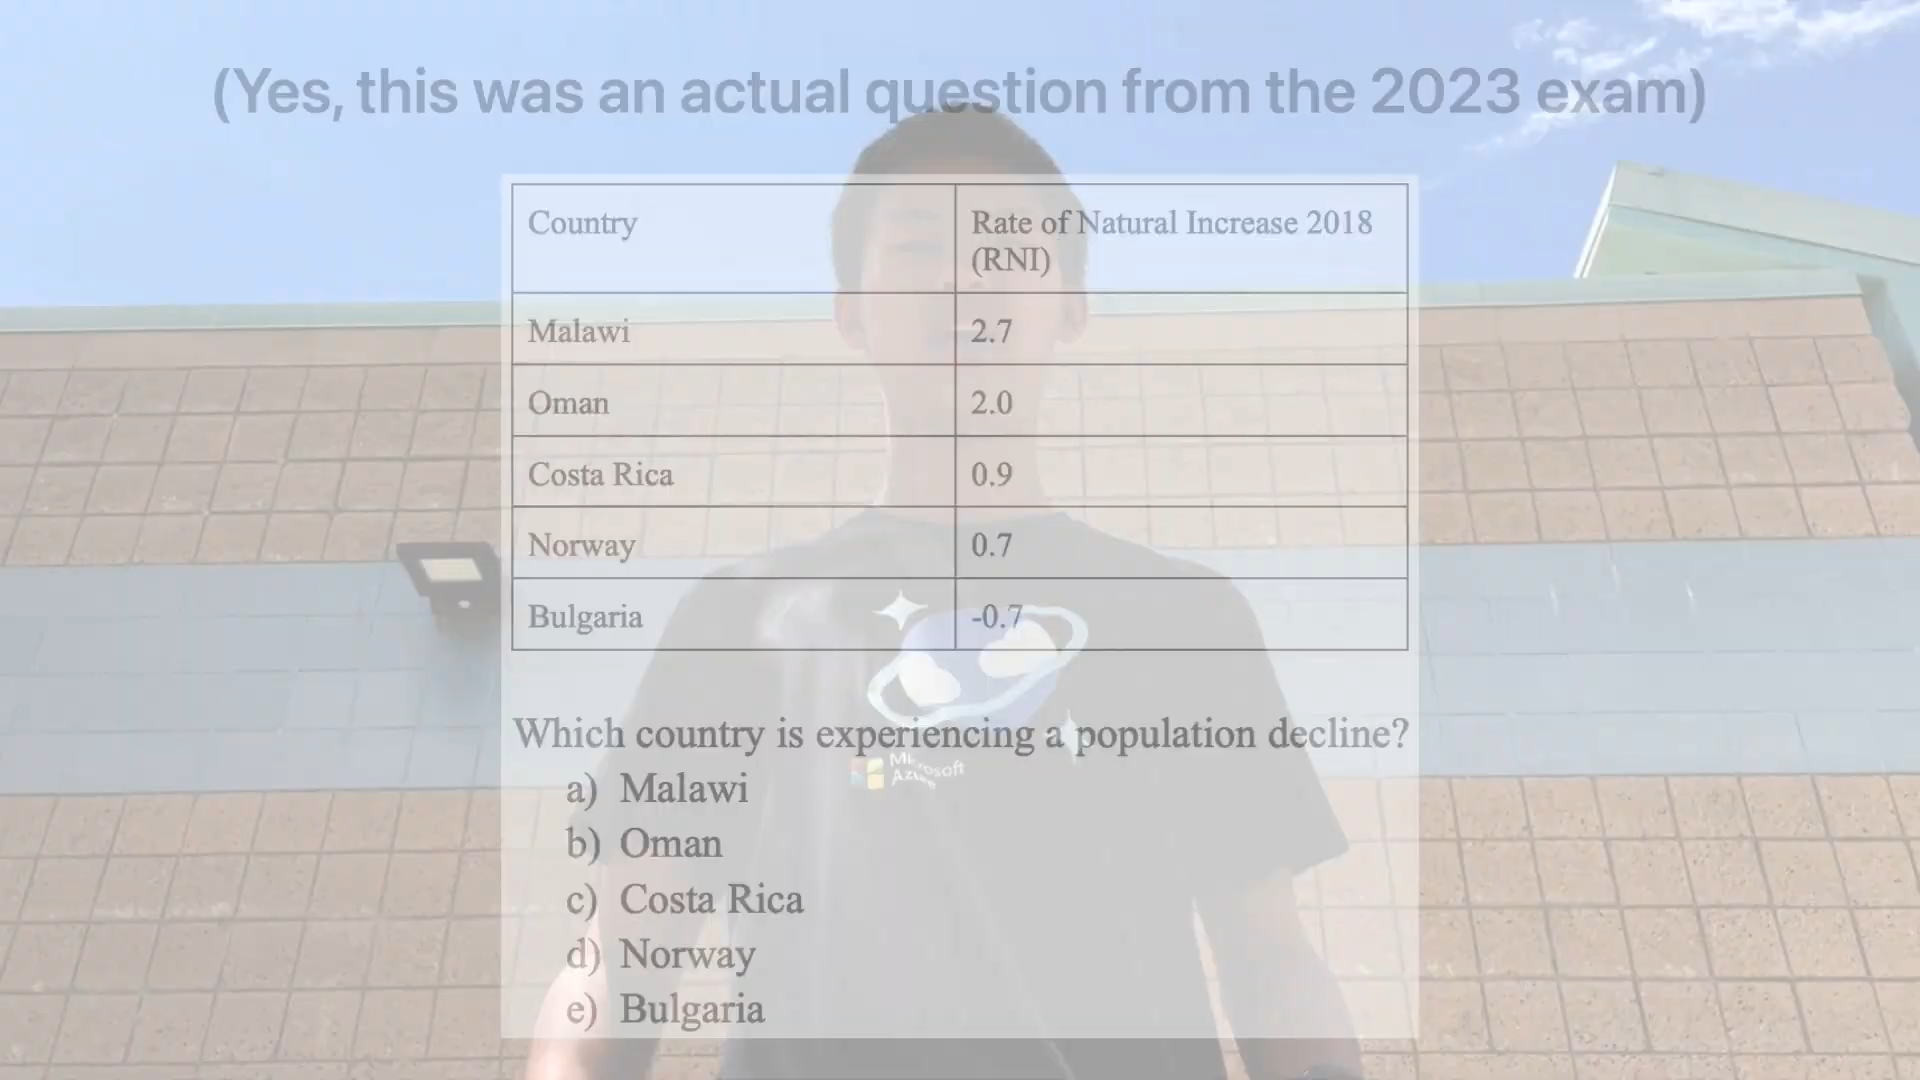 (Yes, this was an actual question from the 2023 exam)
Country
Rate of Natural Increase 2018
(RNI)
Malawi
2.7
Oman
2.0
Costa Rica
0.9
Norway
0.7
Bulgaria
-0.7
Which country is experiencing a population decline?
a) Malawi
b) Oman
c) Costa Rica
d) Norway
e) Bulgaria
Microsoft
Azure